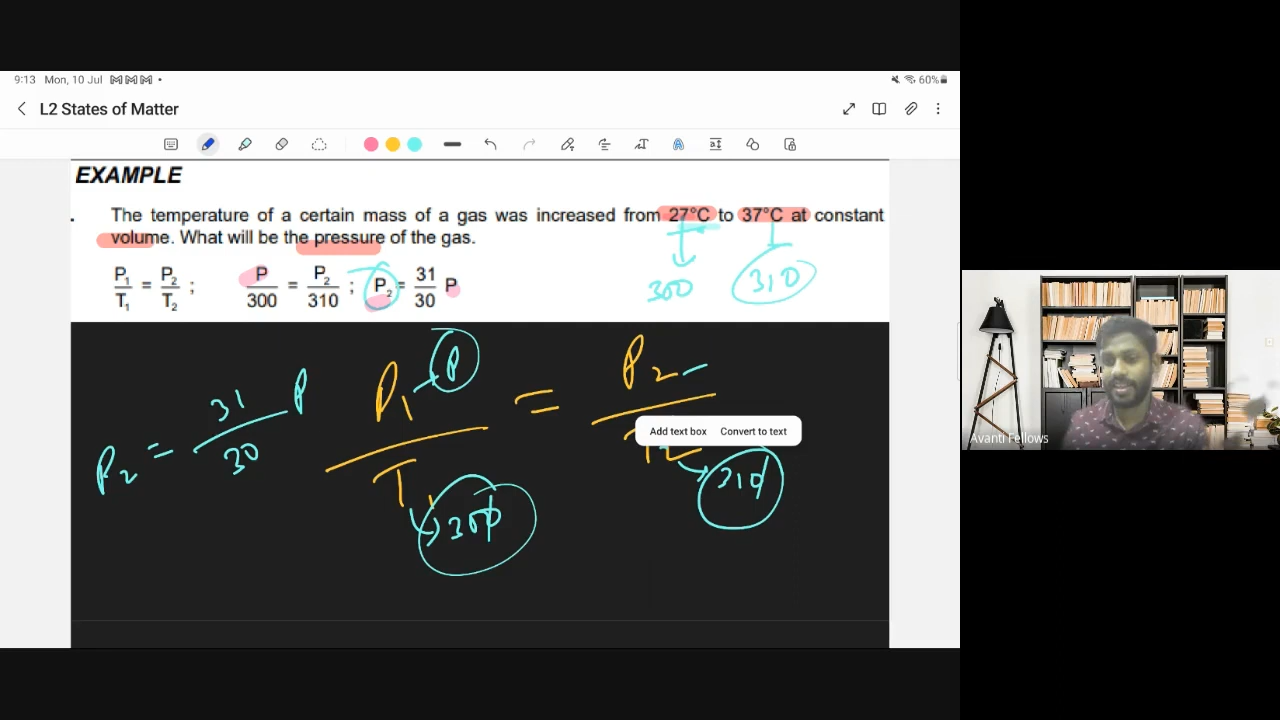 9:13 Mon, 10 Jul
60%
L2 States of Matter
EXAMPLE
. The temperature of a certain mass of a gas was increased from 27°C to 37°C at constant
volume. What will be the pressure of the gas.
P₁/T₁ = P₂/T₂ ; P/300 = P₂/310 ; P₂ = 31/30 P
300 310
P₂ = 31/30 P
P₁ P = P₂
T₁ 300 T2 310
Add text box Convert to text
Avanti Fellows